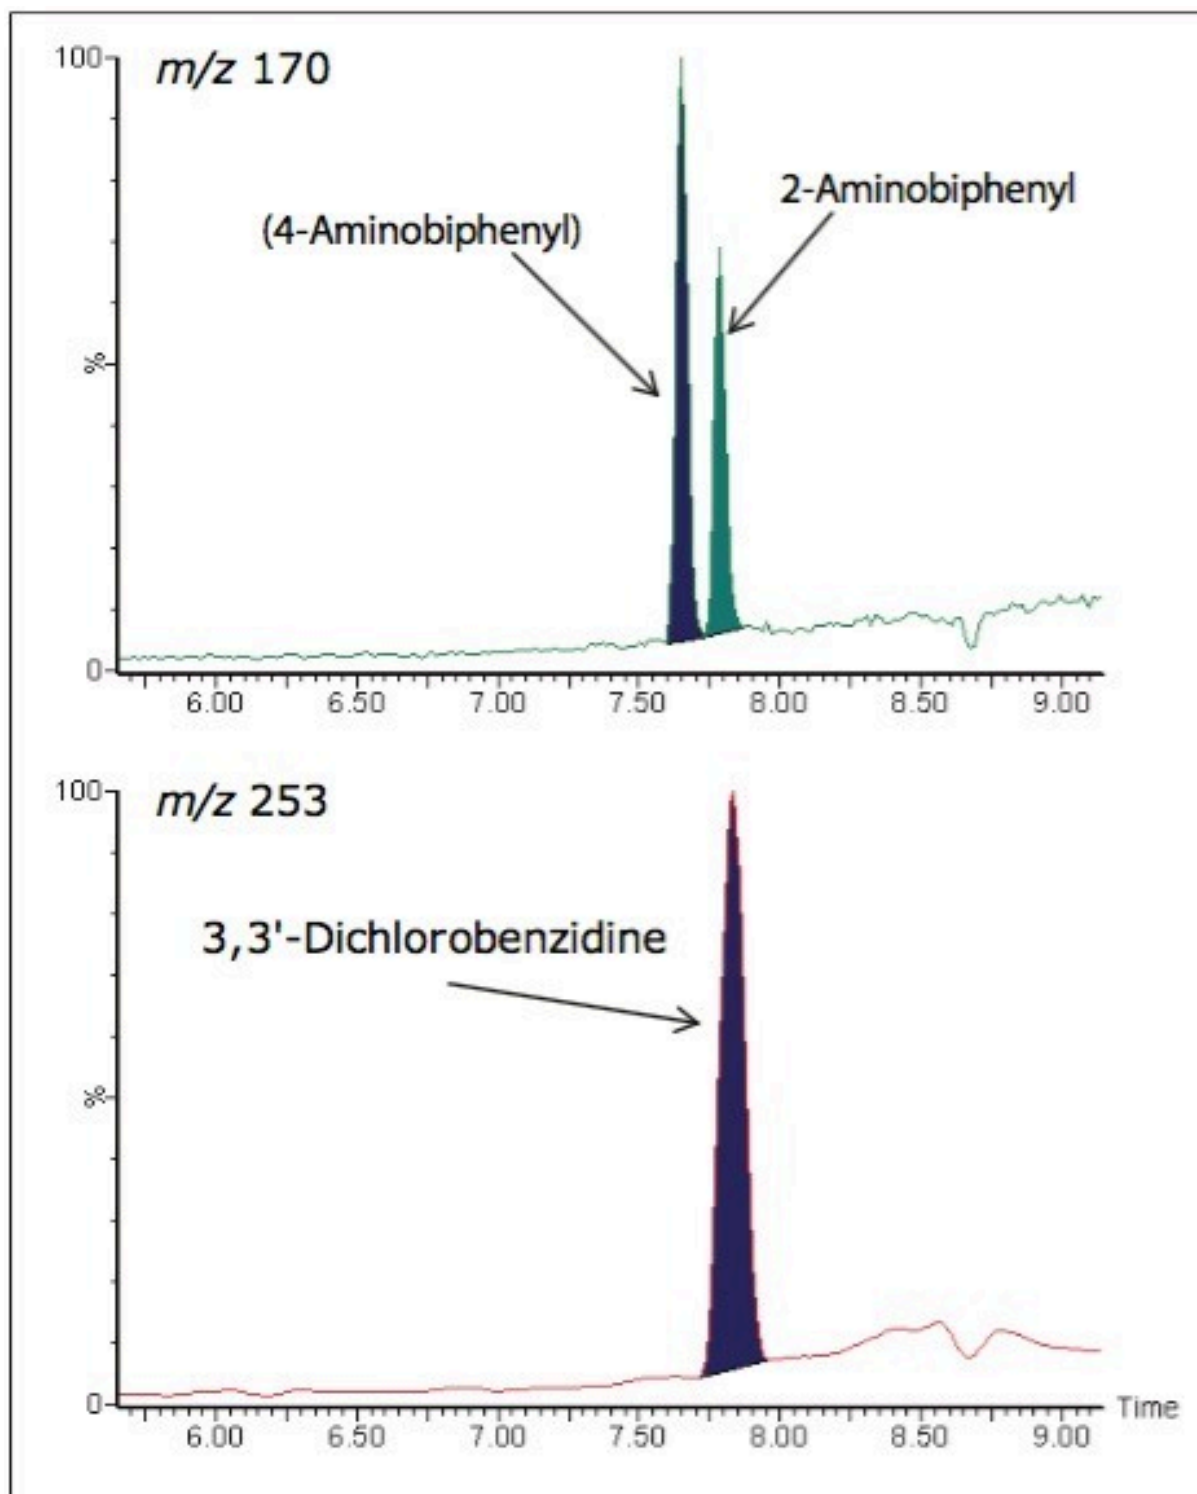 100
m/z 170
2-Aminobiphenyl
(4-Aminobiphenyl)
%
0
6.00 6.50 7.00 7.50 8.00 8.50 9.00
100
m/z 253
3,3'-Dichlorobenzidine
%
0
Time
6.00 6.50 7.00 7.50 8.00 8.50 9.00